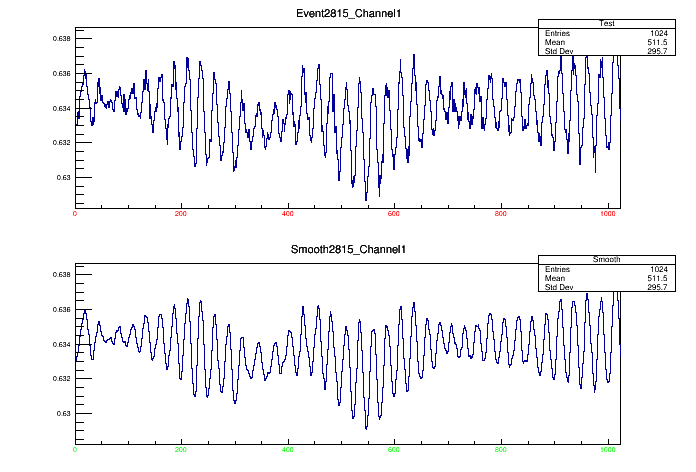 Event2815_Channel1
Test
Entries 1024
Mean 511.5
Std Dev 295.7
0.638
0.636
0.634
0.632
0.63
0 200 400 600 800 1000
Smooth2815_Channel1
Smooth
Entries 1024
Mean 511.5
Std Dev 295.7
0.638
0.636
0.634
0.632
0.63
0 200 400 600 800 1000